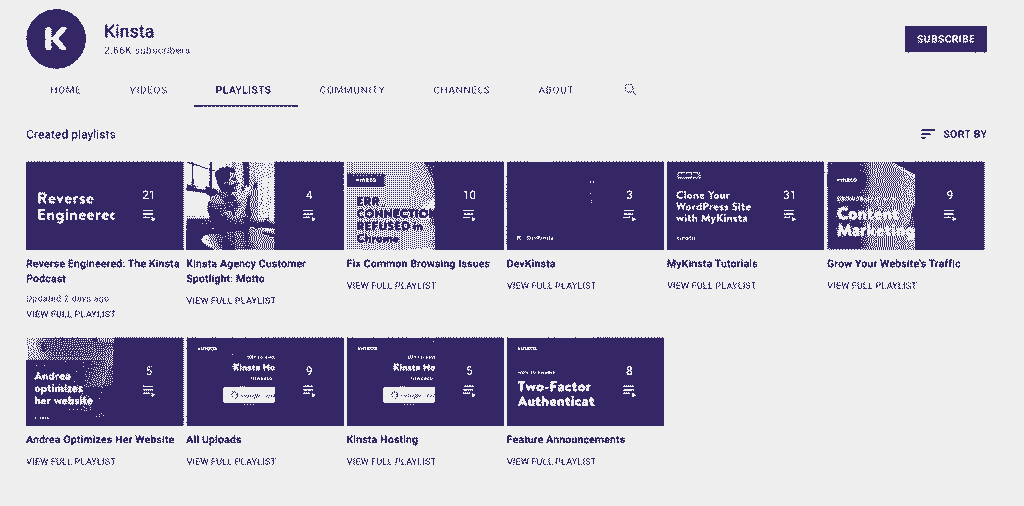 K
Kinsta
2.66K subscribers
SUBSCRIBE
HOME VIDEOS PLAYLISTS COMMUNITY CHANNELS ABOUT
Created playlists
SORT BY
Reverse
Engineered
21
4
ERR
CONNECTION
REFUSED in
Chrome
10
DevKinsta
3
Clone Your
WordPress Site
with MyKinsta
31
Content
Marketing
9
Reverse Engineered: The Kinsta
Podcast
Updated 2 days ago
VIEW FULL PLAYLIST
Kinsta Agency Customer
Spotlight: Motto
VIEW FULL PLAYLIST
Fix Common Browsing Issues
VIEW FULL PLAYLIST
DevKinsta
VIEW FULL PLAYLIST
MyKinsta Tutorials
VIEW FULL PLAYLIST
Grow Your Website's Traffic
VIEW FULL PLAYLIST
Andrea
optimizes
her website
5
Kinsta Ho
9
Kinsta Ho
5
Two-Factor
Authenticat
8
Andrea Optimizes Her Website
VIEW FULL PLAYLIST
All Uploads
VIEW FULL PLAYLIST
Kinsta Hosting
VIEW FULL PLAYLIST
Feature Announcements
VIEW FULL PLAYLIST